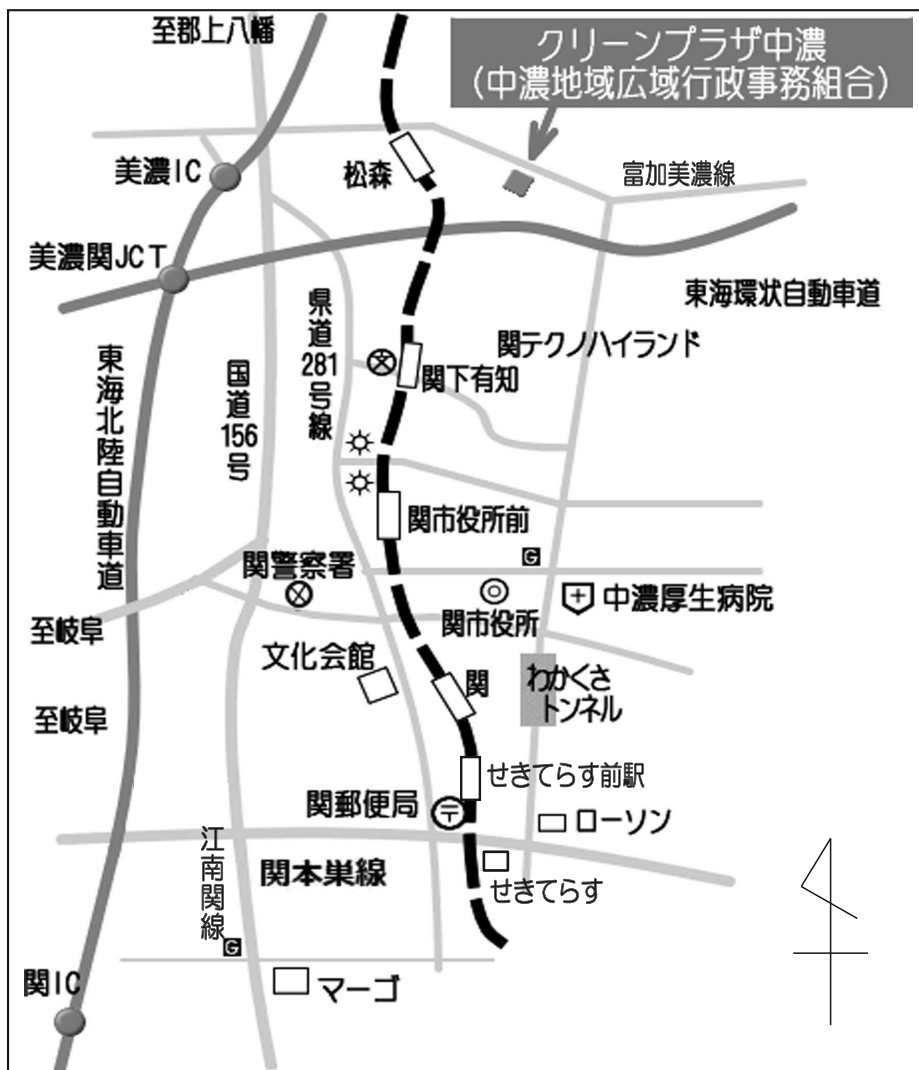 至郡上八幡
クリーンプラザ中濃
(中濃地域広域行政事務組合)
美濃IC
松森
富加美濃線
美濃関JCT
東海環状自動車道
県道281号線
関テクノハイランド
東海北陸自動車道
国道156号
関下有知
関市役所前
G
関警察署
中濃厚生病院
至岐阜
関市役所
文化会館
関
わかくさ
トンネル
至岐阜
せきてらす前駅
関郵便局
〒
ローソン
江南関線
関本巣線
せきてらす
G
関IC
マーゴ